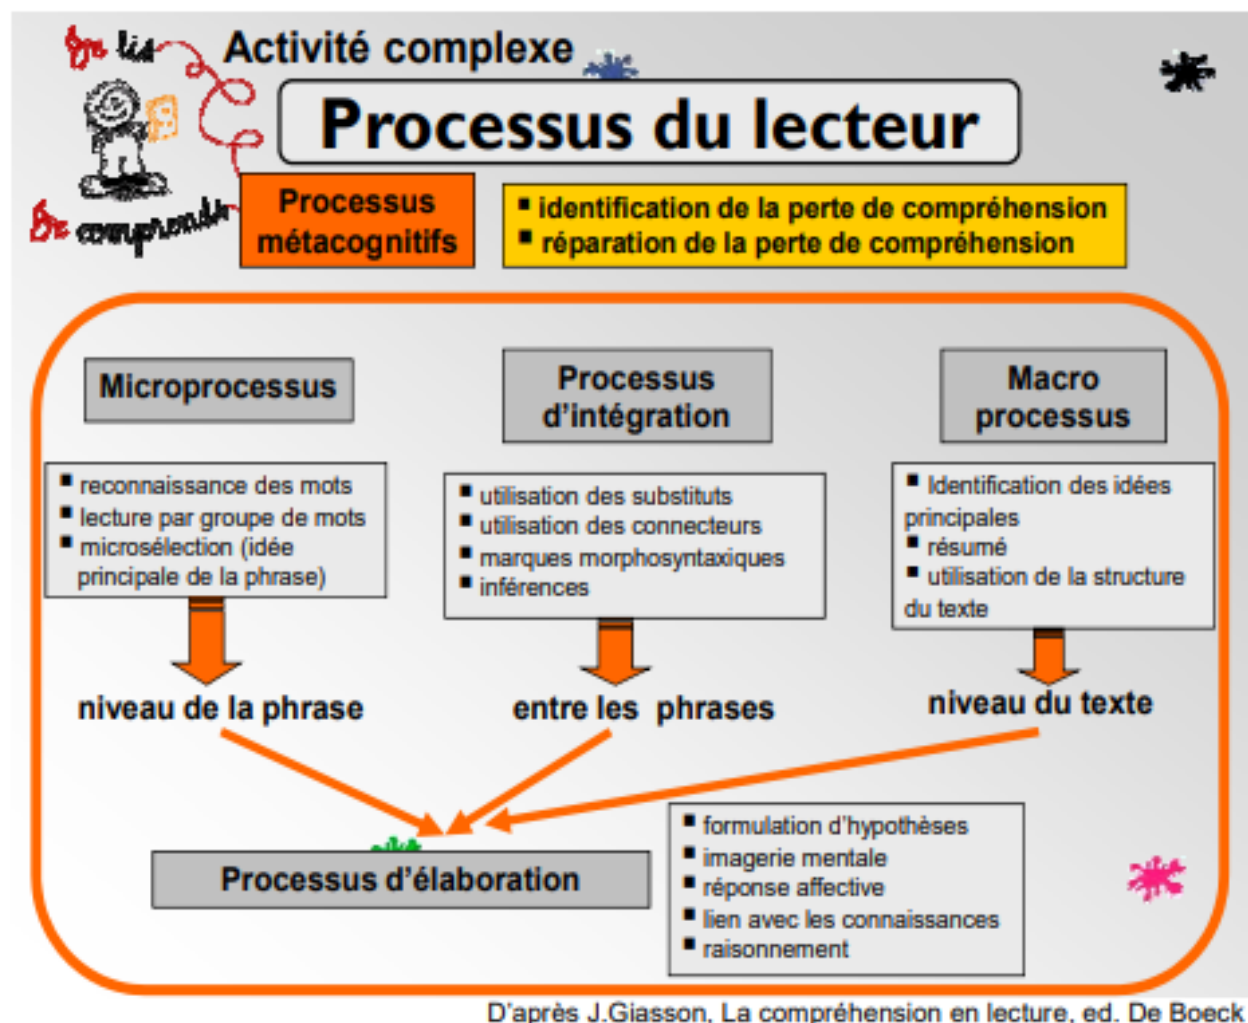 Je lis
Activité complexe
Processus du lecteur
Je comprends
Processus
métacognitifs
▪ identification de la perte de compréhension
▪ réparation de la perte de compréhension
Microprocessus
▪ reconnaissance des mots
▪ lecture par groupe de mots
▪ microsélection (idée
principale de la phrase)
niveau de la phrase
Processus
d'intégration
▪ utilisation des substituts
▪ utilisation des connecteurs
▪ marques morphosyntaxiques
▪ inférences
entre les phrases
Macro
processus
▪ Identification des idées
principales
▪ résumé
▪ utilisation de la structure
du texte
niveau du texte
Processus d'élaboration
▪ formulation d'hypothèses
▪ imagerie mentale
▪ réponse affective
▪ lien avec les connaissances
▪ raisonnement
D'après J.Giasson, La compréhension en lecture, ed. De Boeck